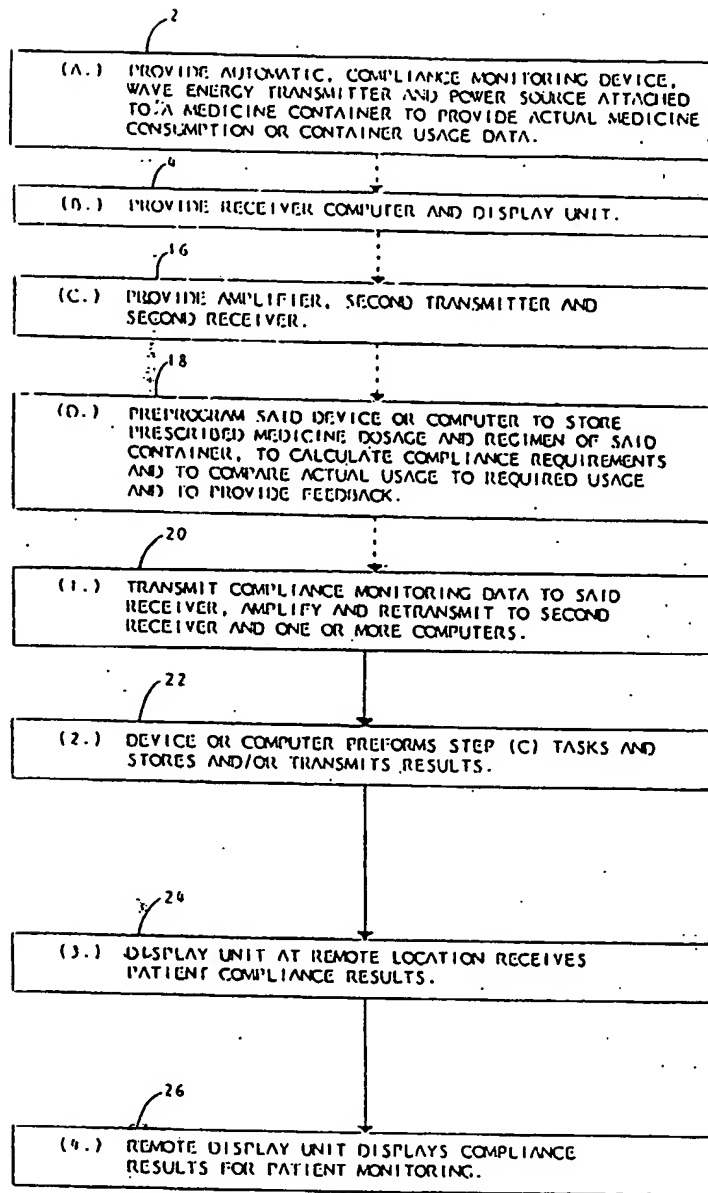 2
(A.) PROVIDE AUTOMATIC, COMPLIANCE MONITORING DEVICE,
WAVE ENERGY TRANSMITTER AND POWER SOURCE ATTACHED
TO A MEDICINE CONTAINER TO PROVIDE ACTUAL MEDICINE
CONSUMPTION OR CONTAINER USAGE DATA.
4
(B.) PROVIDE RECEIVER COMPUTER AND DISPLAY UNIT.
16
(C.) PROVIDE AMPLIFIER, SECOND TRANSMITTER AND
SECOND RECEIVER.
18
(D.) PREPROGRAM SAID DEVICE OR COMPUTER TO STORE
PRESCRIBED MEDICINE DOSAGE AND REGIMEN OF SAID
CONTAINER, TO CALCULATE COMPLIANCE REQUIREMENTS
AND TO COMPARE ACTUAL USAGE TO REQUIRED USAGE
AND TO PROVIDE FEEDBACK.
20
(1.) TRANSMIT COMPLIANCE MONITORING DATA TO SAID
RECEIVER, AMPLIFY AND RETRANSMIT TO SECOND
RECEIVER AND ONE OR MORE COMPUTERS.
22
(2.) DEVICE OR COMPUTER PREFORMS STEP (C) TASKS AND
STORES AND/OR TRANSMITS RESULTS.
24
(3.) DISPLAY UNIT AT REMOTE LOCATION RECEIVES
PATIENT COMPLIANCE RESULTS.
26
(4.) REMOTE DISPLAY UNIT DISPLAYS COMPLIANCE
RESULTS FOR PATIENT MONITORING.